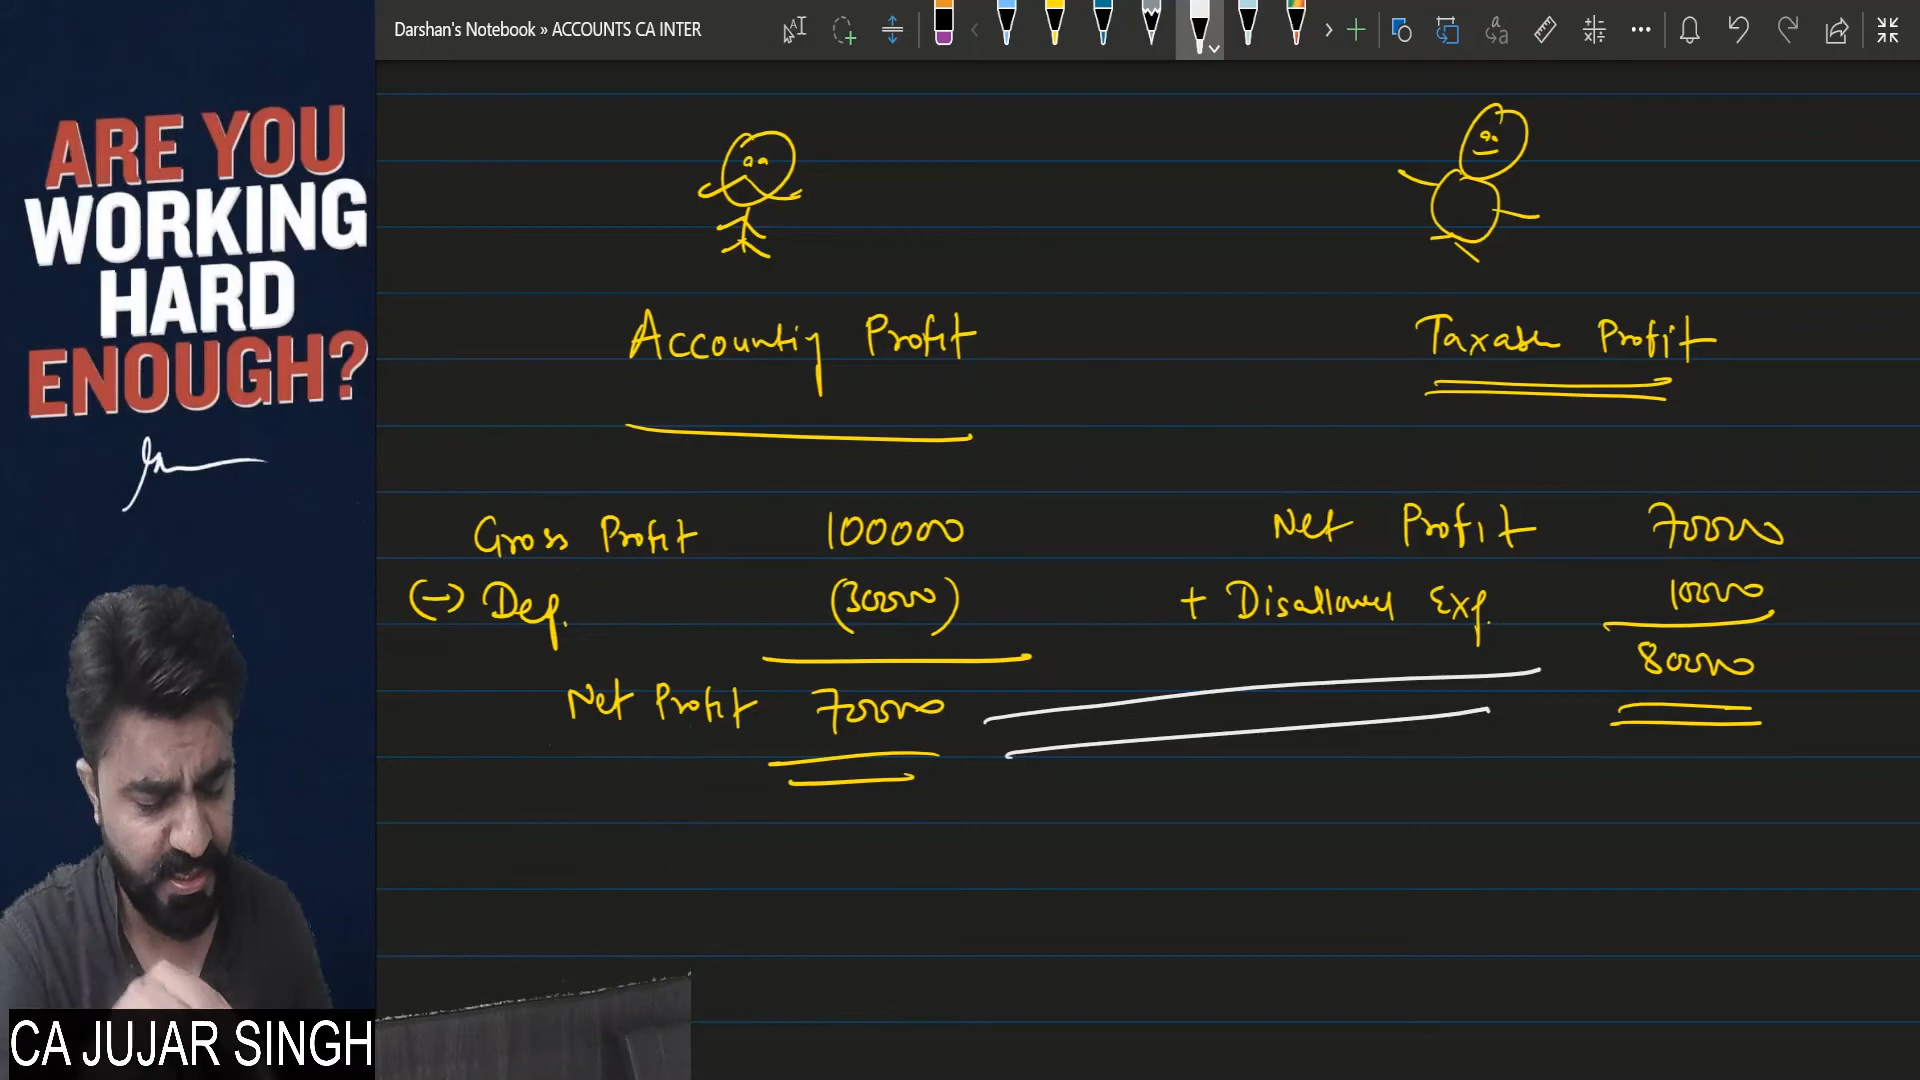 Darshan's Notebook » ACCOUNTS CA INTER
ARE YOU
WORKING
HARD
ENOUGH?
Accounting Profit
Taxable Profit
Gross Profit 100000
(-) Dep. (30000)
Net Profit 70000
Net Profit 70000
+ Disallowed Exp. 10000
80000
CA JUJAR SINGH